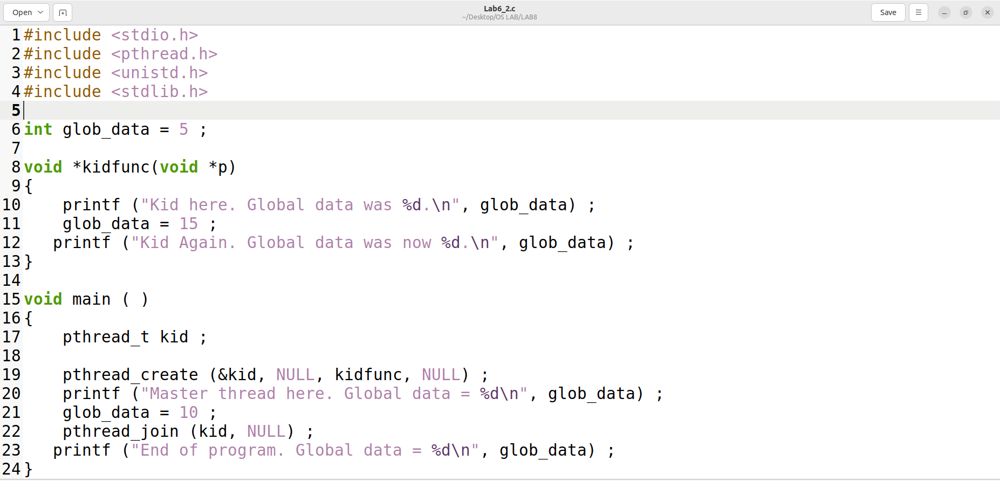 Open
Lab6_2.c
~/Desktop/OS LAB/LAB8
Save
1 #include <stdio.h>
2 #include <pthread.h>
3 #include <unistd.h>
4 #include <stdlib.h>
5
6 int glob_data = 5 ;
7
8 void *kidfunc(void *p)
9 {
10     printf ("Kid here. Global data was %d.\n", glob_data) ;
11     glob_data = 15 ;
12    printf ("Kid Again. Global data was now %d.\n", glob_data) ;
13 }
14
15 void main ( )
16 {
17     pthread_t kid ;
18
19     pthread_create (&kid, NULL, kidfunc, NULL) ;
20     printf ("Master thread here. Global data = %d\n", glob_data) ;
21     glob_data = 10 ;
22     pthread_join (kid, NULL) ;
23    printf ("End of program. Global data = %d\n", glob_data) ;
24 }